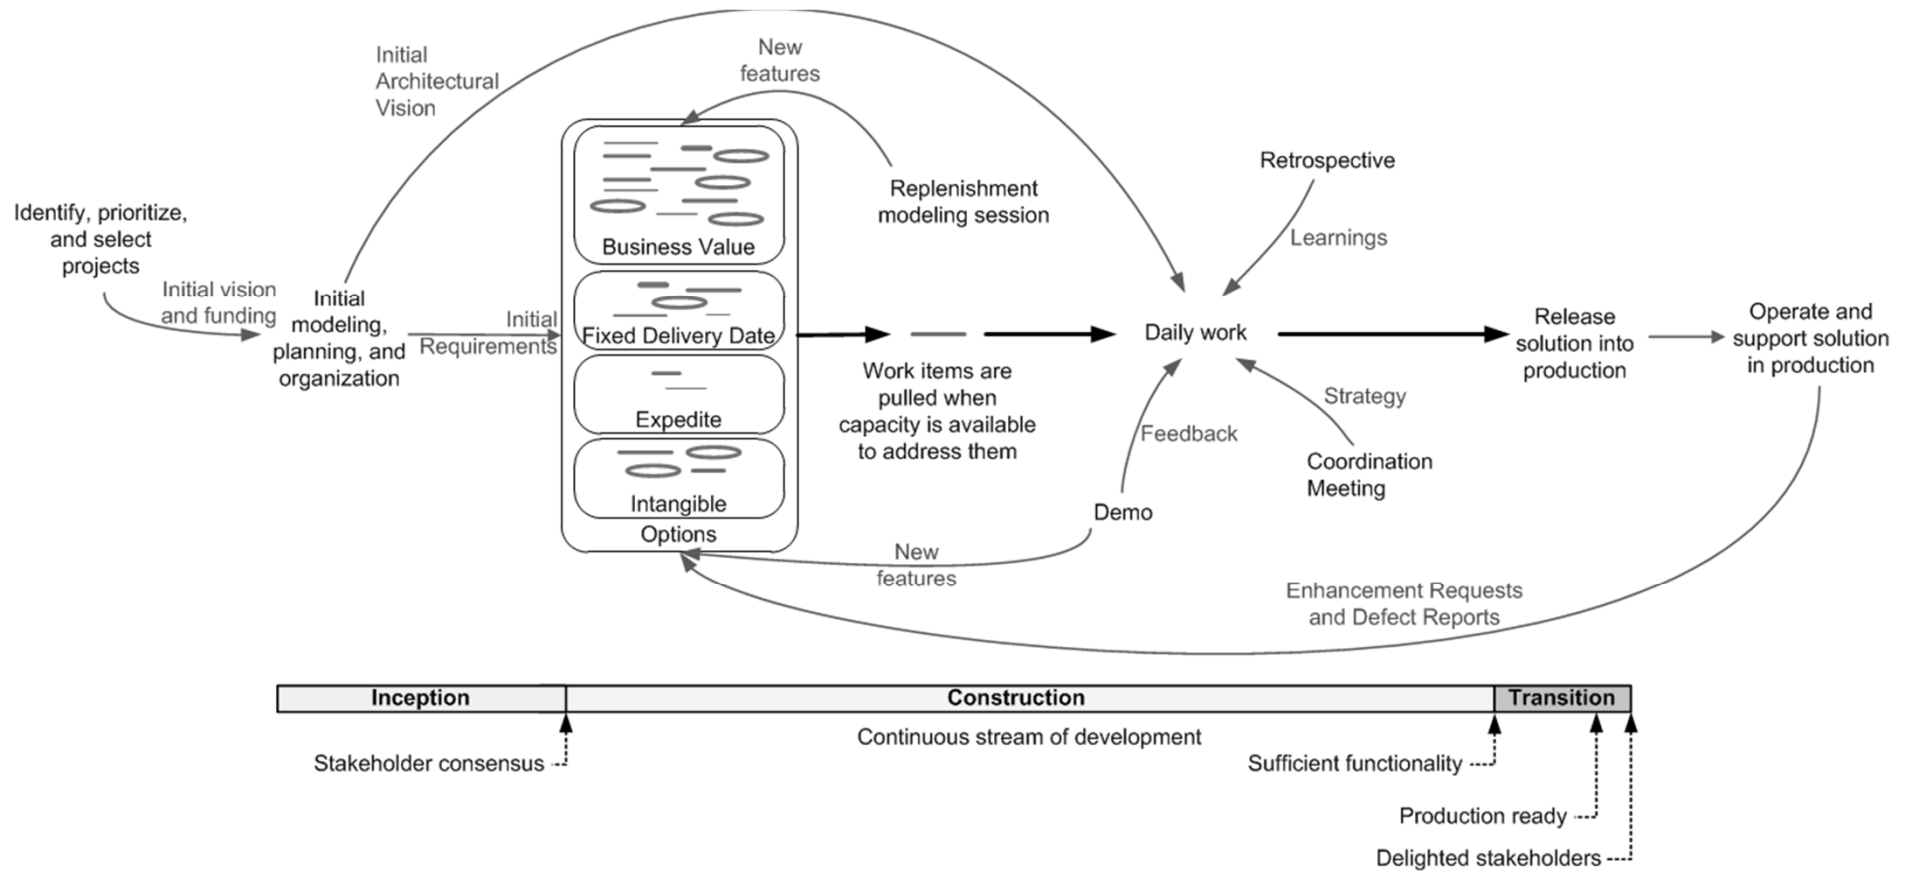 Initial
Architectural
Vision
New
features
Identify, prioritize,
and select
projects
Initial vision
and funding
Initial
modeling,
planning, and
organization
Initial
Requirements
Business Value
Fixed Delivery Date
Expedite
Intangible
Options
Replenishment
modeling session
Work items are
pulled when
capacity is available
to address them
Retrospective
Learnings
Daily work
Strategy
Coordination
Meeting
Feedback
Demo
New
features
Release
solution into
production
Operate and
support solution
in production
Enhancement Requests
and Defect Reports
Inception
Construction
Transition
Continuous stream of development
Stakeholder consensus
Sufficient functionality
Production ready
Delighted stakeholders